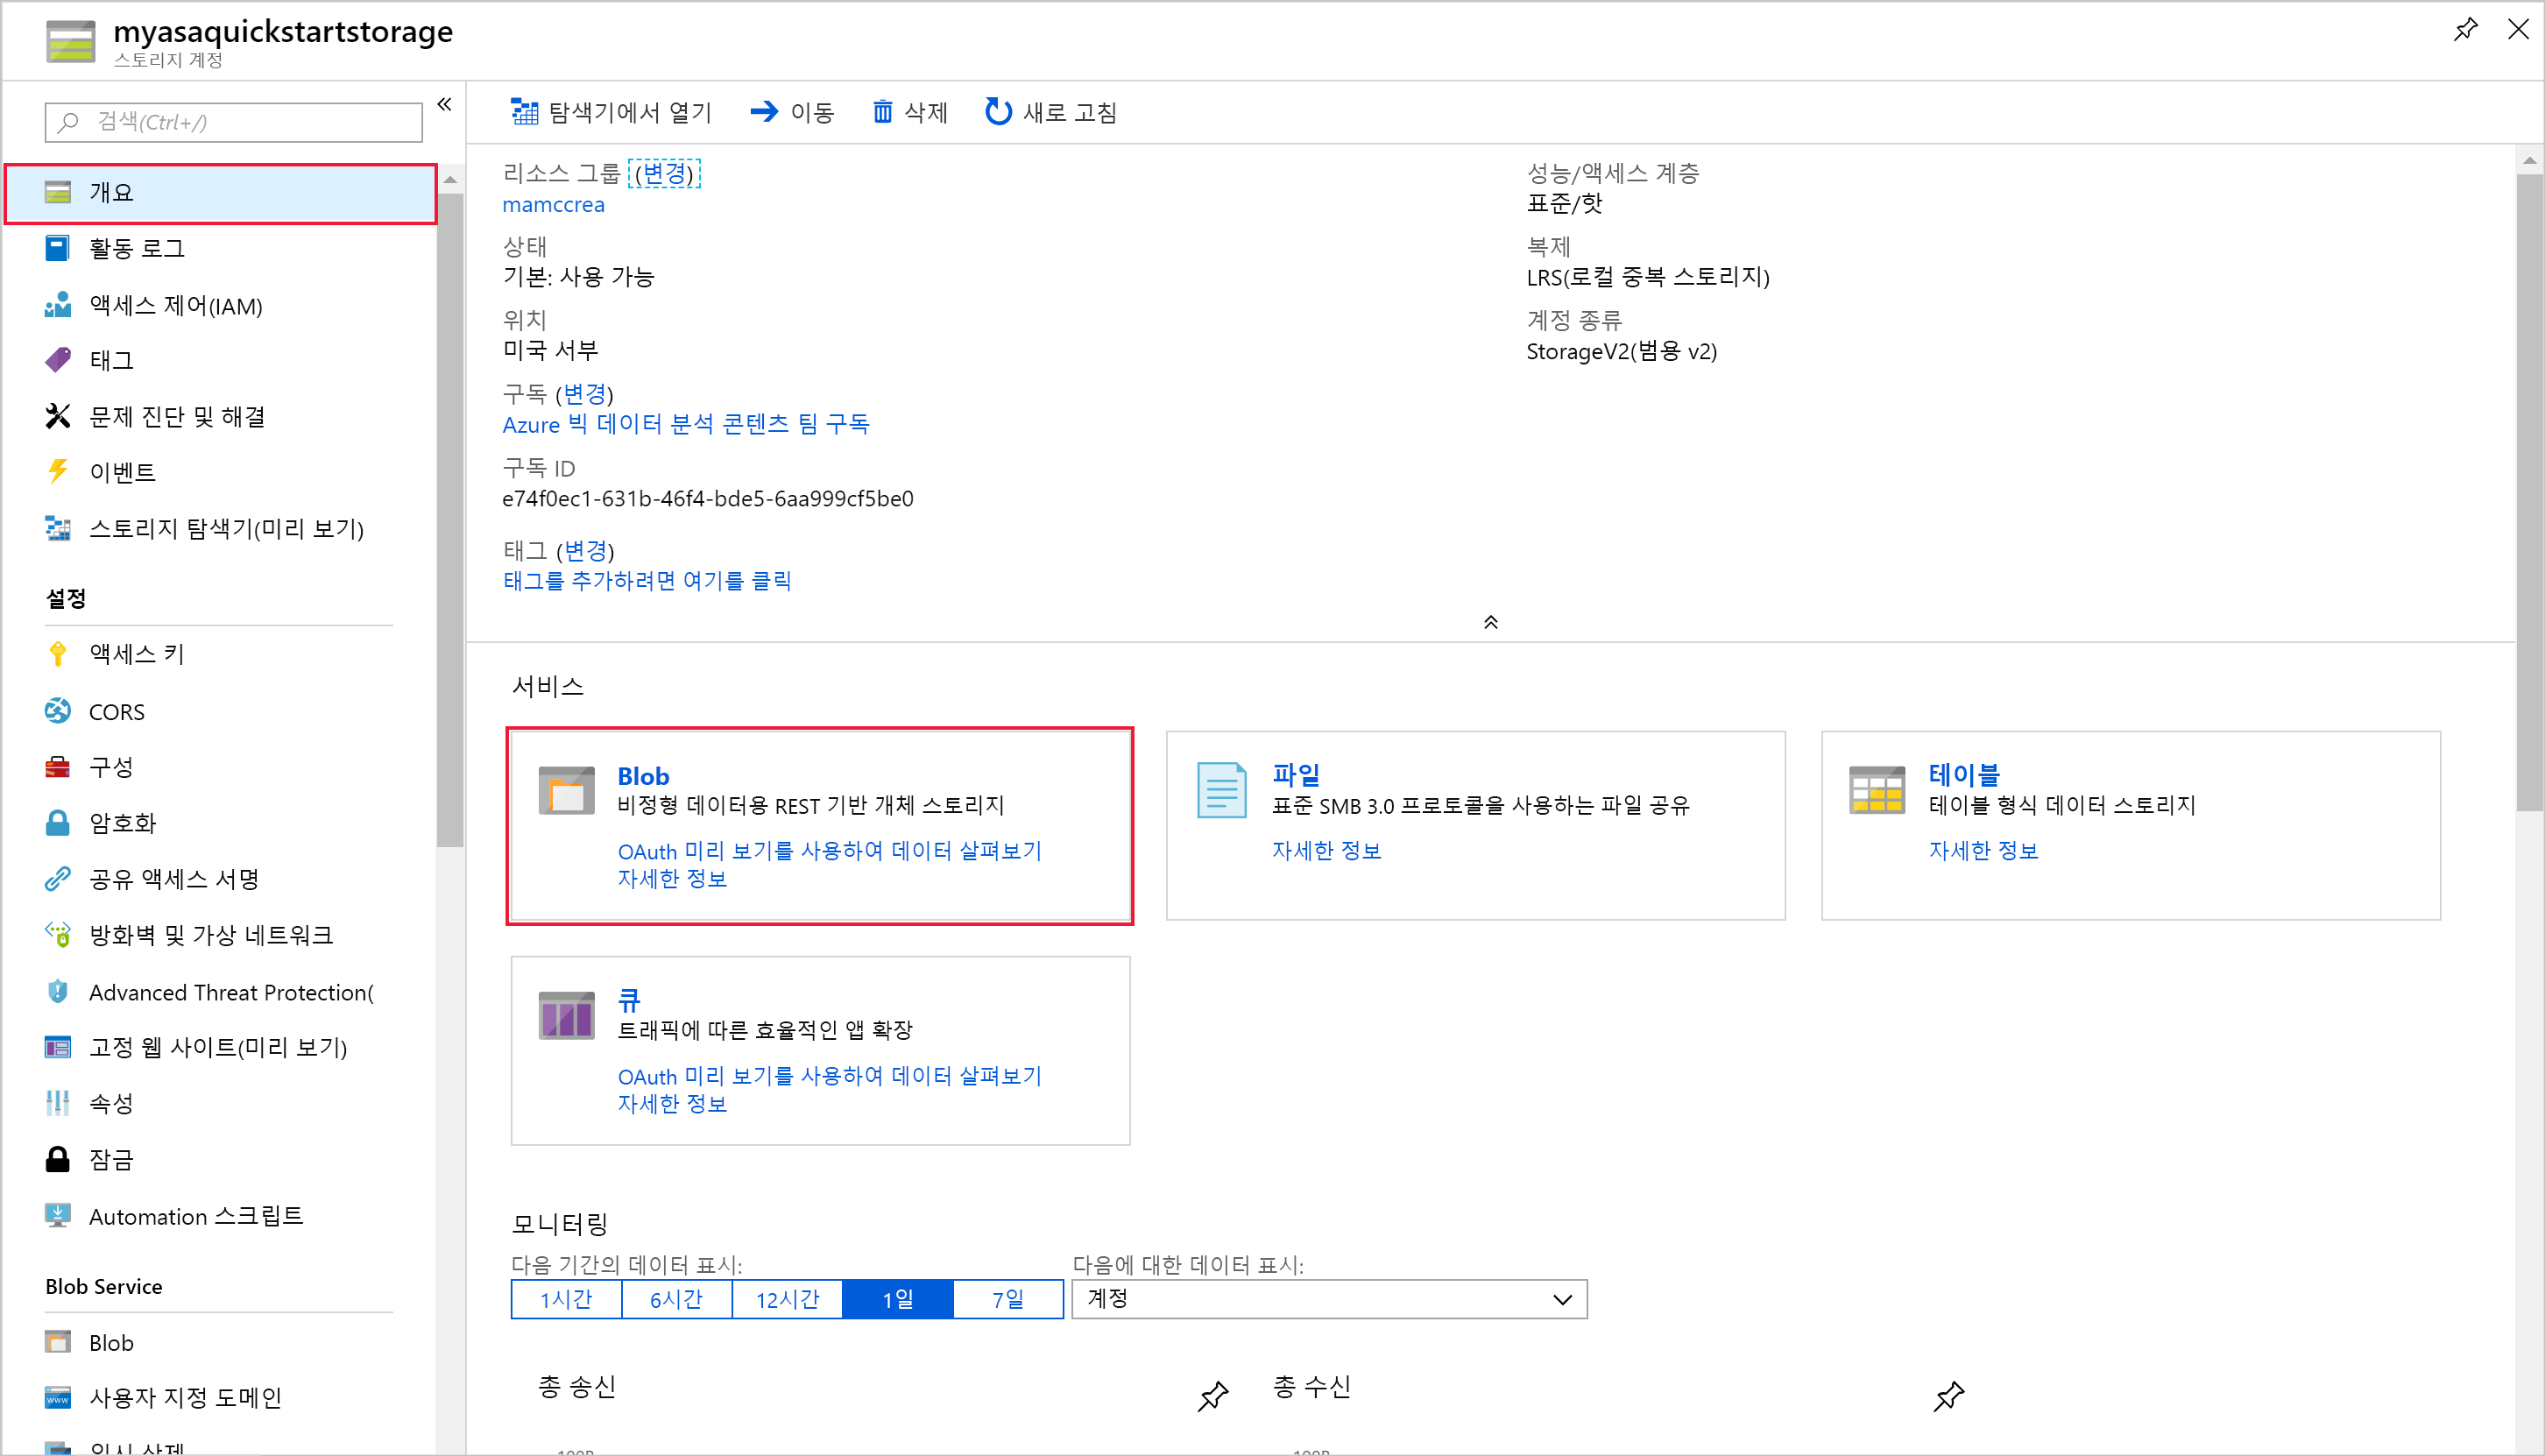 myasaquickstartstorage
스토리지 계정
검색(Ctrl+/)
개요
활동 로그
액세스 제어(IAM)
태그
문제 진단 및 해결
이벤트
스토리지 탐색기(미리 보기)
설정
액세스 키
CORS
구성
암호화
공유 액세스 서명
방화벽 및 가상 네트워크
Advanced Threat Protection(
고정 웹 사이트(미리 보기)
속성
잠금
Automation 스크립트
Blob Service
Blob
사용자 지정 도메인
일시 삭제
탐색기에서 열기
이동
삭제
새로 고침
리소스 그룹 (변경)
mamccrea
상태
기본: 사용 가능
위치
미국 서부
구독 (변경)
Azure 빅 데이터 분석 콘텐츠 팀 구독
구독 ID
e74f0ec1-631b-46f4-bde5-6aa999cf5be0
태그 (변경)
태그를 추가하려면 여기를 클릭
성능/액세스 계층
표준/핫
복제
LRS(로컬 중복 스토리지)
계정 종류
StorageV2(범용 v2)
서비스
Blob
비정형 데이터용 REST 기반 개체 스토리지
OAuth 미리 보기를 사용하여 데이터 살펴보기
자세한 정보
파일
표준 SMB 3.0 프로토콜을 사용하는 파일 공유
자세한 정보
테이블
테이블 형식 데이터 스토리지
자세한 정보
큐
트래픽에 따른 효율적인 앱 확장
OAuth 미리 보기를 사용하여 데이터 살펴보기
자세한 정보
모니터링
다음 기간의 데이터 표시:
1시간
6시간
12시간
1일
7일
다음에 대한 데이터 표시:
계정
총 송신
총 수신
100B
100B